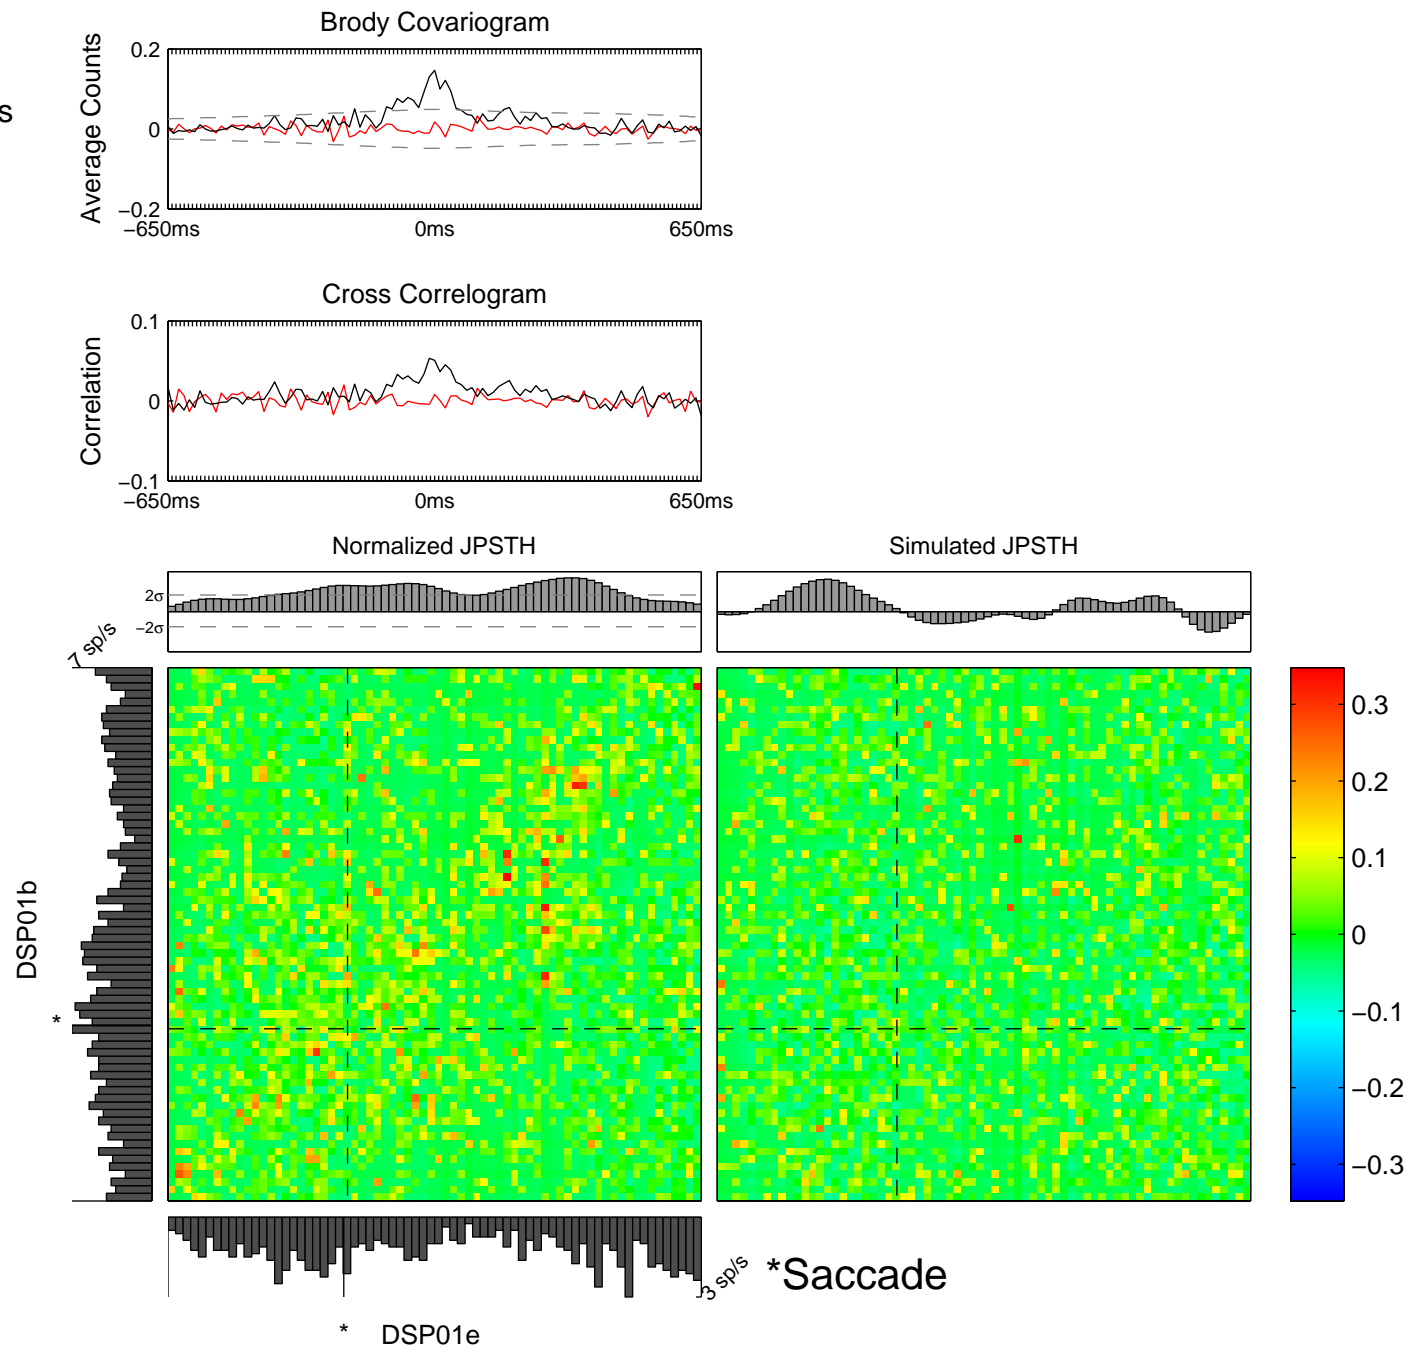 Brody Covariogram
Average Counts
0.2
0
−0.2
−650ms
0ms
650ms
s
Cross Correlogram
Correlation
0.1
0
−0.1
−650ms
0ms
650ms
Normalized JPSTH
Simulated JPSTH
2σ
−2σ
7 sp/s
DSP01b
*
0.3
0.2
0.1
0
−0.1
−0.2
−0.3
3 sp/s
*Saccade
* DSP01e